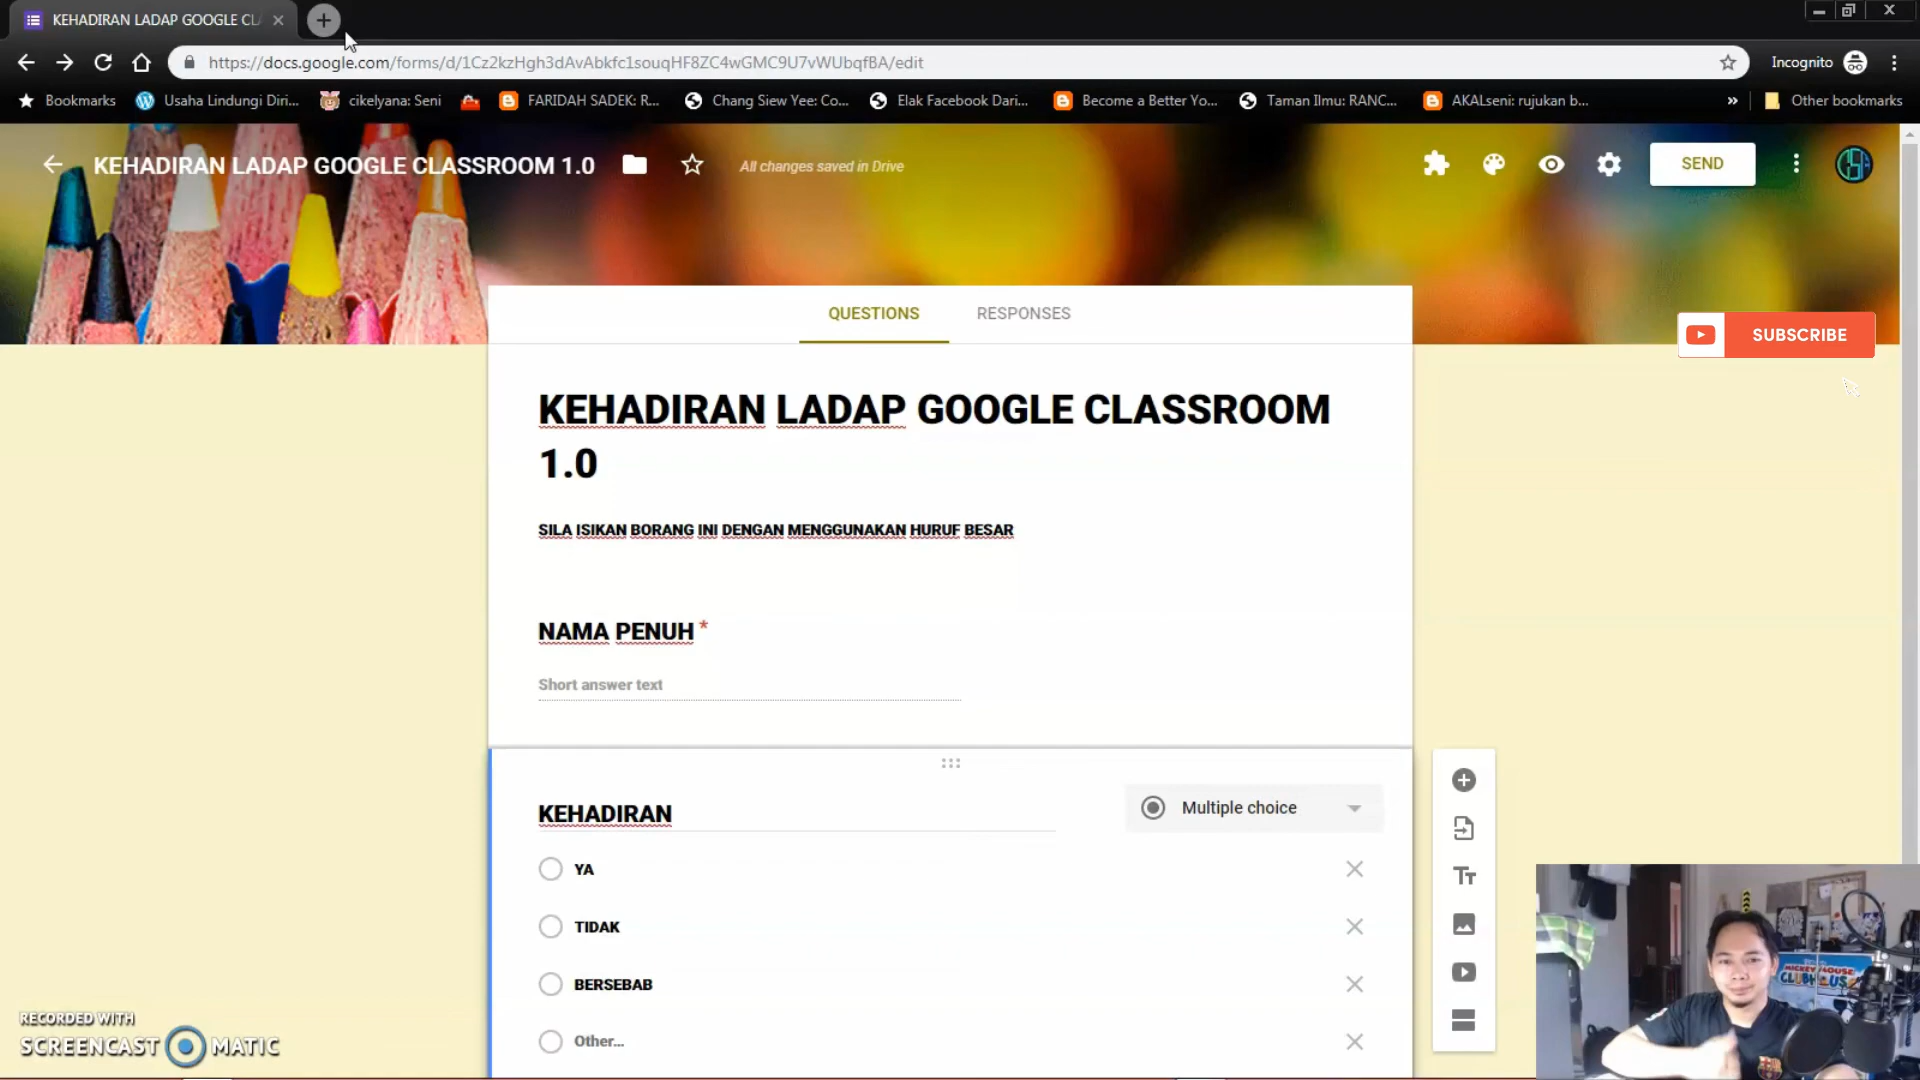 KEHADIRAN LADAP GOOGLE CL
https://docs.google.com/forms/d/1Cz2kzHgh3dAvAbkfc1souqHF8ZC4wGMC9U7vWUbqfBA/edit
Incognito
Bookmarks
Usaha Lindungi Diri...
cikelyana: Seni
FARIDAH SADEK: R...
Chang Siew Yee: Co...
Elak Facebook Dari...
Become a Better Yo...
Taman Ilmu: RANC...
AKALseni: rujukan b...
Other bookmarks
KEHADIRAN LADAP GOOGLE CLASSROOM 1.0
All changes saved in Drive
SEND
QUESTIONS
RESPONSES
SUBSCRIBE
KEHADIRAN LADAP GOOGLE CLASSROOM
1.0
SILA ISIKAN BORANG INI DENGAN MENGGUNAKAN HURUF BESAR
NAMA PENUH *
Short answer text
KEHADIRAN
Multiple choice
YA
TIDAK
BERSEBAB
Other...
RECORDED WITH
SCREENCAST MATIC
MICKEY MOUSE
CLUBHOUSE